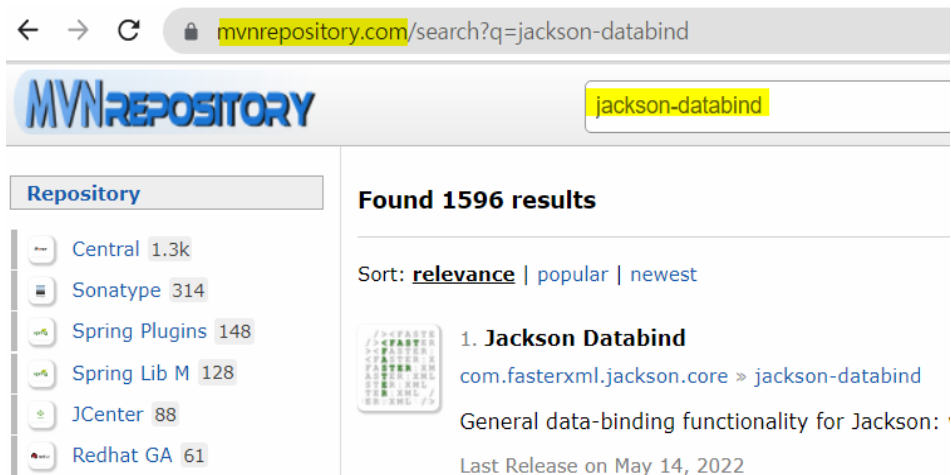 mvnrepository.com/search?q=jackson-databind
MVNREPOSITORY
jackson-databind
Repository
Central 1.3k
Sonatype 314
Spring Plugins 148
Spring Lib M 128
JCenter 88
Redhat GA 61
Found 1596 results
Sort: relevance | popular | newest
1. Jackson Databind
com.fasterxml.jackson.core » jackson-databind
General data-binding functionality for Jackson:
Last Release on May 14, 2022